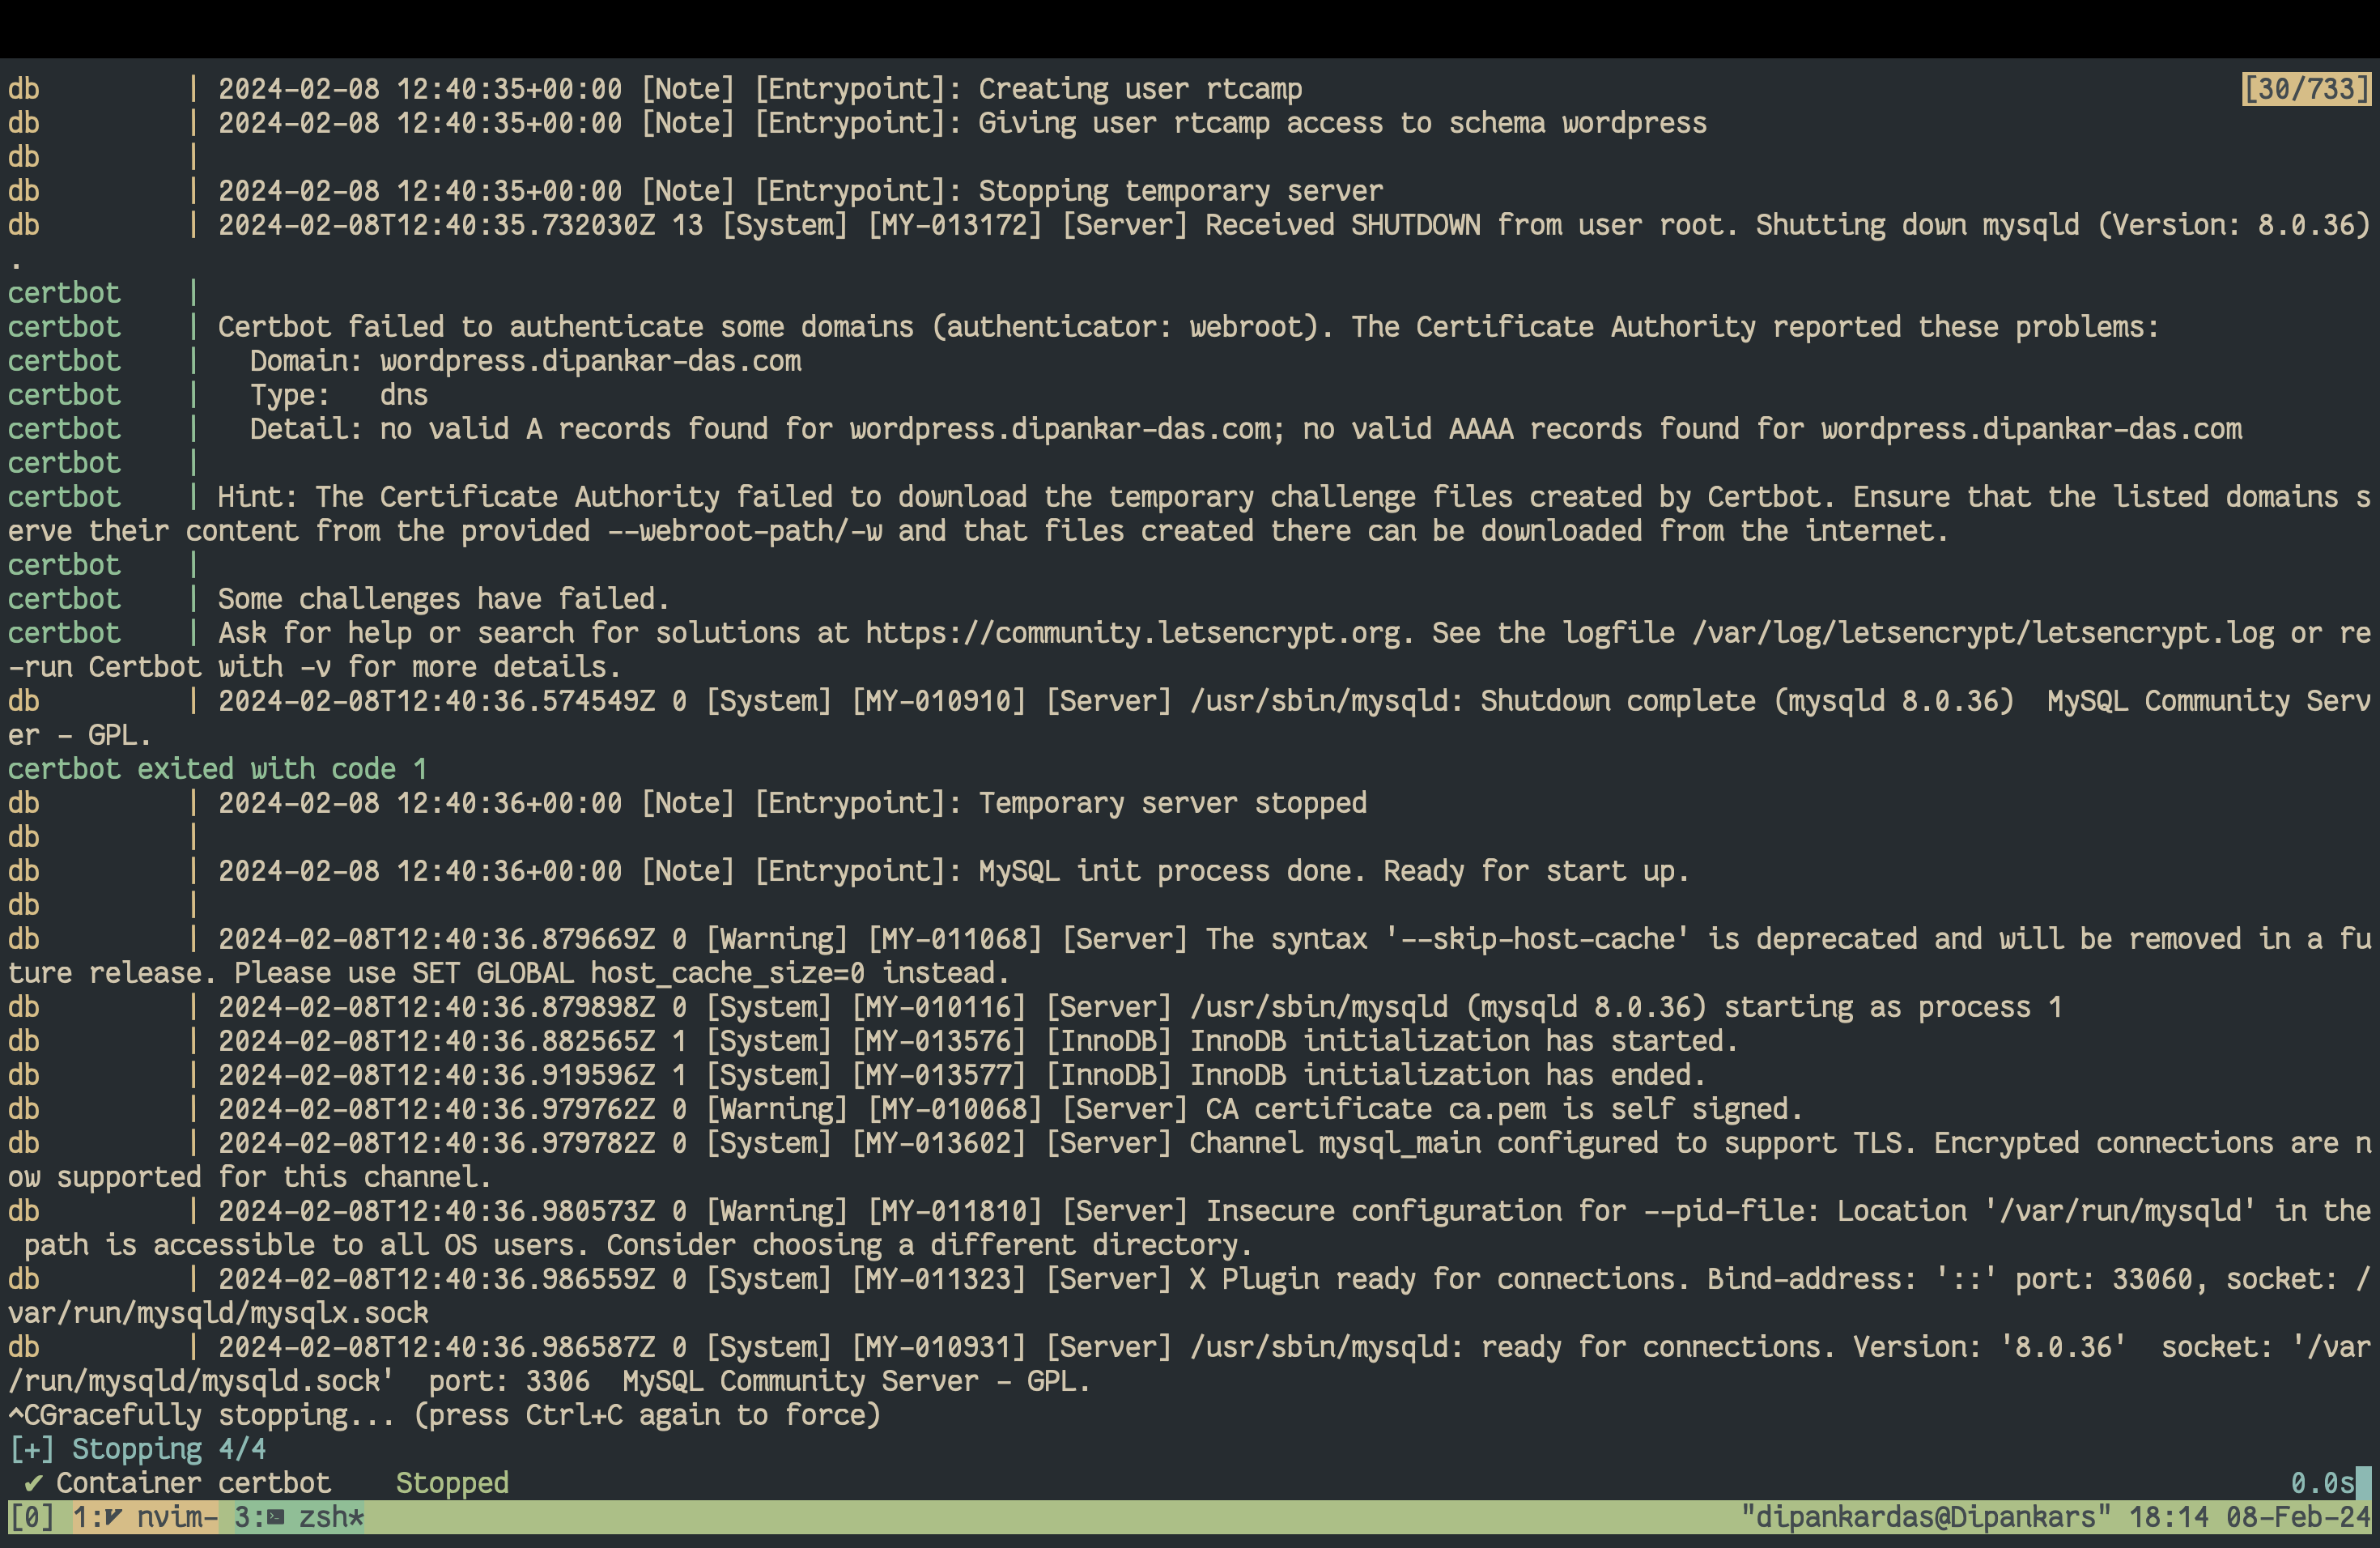 db         | 2024-02-08 12:40:35+00:00 [Note] [Entrypoint]: Creating user rtcamp [30/733]
db         | 2024-02-08 12:40:35+00:00 [Note] [Entrypoint]: Giving user rtcamp access to schema wordpress
db         |
db         | 2024-02-08 12:40:35+00:00 [Note] [Entrypoint]: Stopping temporary server
db         | 2024-02-08T12:40:35.732030Z 13 [System] [MY-013172] [Server] Received SHUTDOWN from user root. Shutting down mysqld (Version: 8.0.36)
.
certbot    |
certbot    | Certbot failed to authenticate some domains (authenticator: webroot). The Certificate Authority reported these problems:
certbot    |   Domain: wordpress.dipankar-das.com
certbot    |   Type:   dns
certbot    |   Detail: no valid A records found for wordpress.dipankar-das.com; no valid AAAA records found for wordpress.dipankar-das.com
certbot    |
certbot    | Hint: The Certificate Authority failed to download the temporary challenge files created by Certbot. Ensure that the listed domains s
erve their content from the provided --webroot-path/-w and that files created there can be downloaded from the internet.
certbot    |
certbot    | Some challenges have failed.
certbot    | Ask for help or search for solutions at https://community.letsencrypt.org. See the logfile /var/log/letsencrypt/letsencrypt.log or re
-run Certbot with -v for more details.
db         | 2024-02-08T12:40:36.574549Z 0 [System] [MY-010910] [Server] /usr/sbin/mysqld: Shutdown complete (mysqld 8.0.36)  MySQL Community Serv
er - GPL.
certbot exited with code 1
db         | 2024-02-08 12:40:36+00:00 [Note] [Entrypoint]: Temporary server stopped
db         |
db         | 2024-02-08 12:40:36+00:00 [Note] [Entrypoint]: MySQL init process done. Ready for start up.
db         |
db         | 2024-02-08T12:40:36.879669Z 0 [Warning] [MY-011068] [Server] The syntax '--skip-host-cache' is deprecated and will be removed in a fu
ture release. Please use SET GLOBAL host_cache_size=0 instead.
db         | 2024-02-08T12:40:36.879898Z 0 [System] [MY-010116] [Server] /usr/sbin/mysqld (mysqld 8.0.36) starting as process 1
db         | 2024-02-08T12:40:36.882565Z 1 [System] [MY-013576] [InnoDB] InnoDB initialization has started.
db         | 2024-02-08T12:40:36.919596Z 1 [System] [MY-013577] [InnoDB] InnoDB initialization has ended.
db         | 2024-02-08T12:40:36.979762Z 0 [Warning] [MY-010068] [Server] CA certificate ca.pem is self signed.
db         | 2024-02-08T12:40:36.979782Z 0 [System] [MY-013602] [Server] Channel mysql_main configured to support TLS. Encrypted connections are n
ow supported for this channel.
db         | 2024-02-08T12:40:36.980573Z 0 [Warning] [MY-011810] [Server] Insecure configuration for --pid-file: Location '/var/run/mysqld' in the
 path is accessible to all OS users. Consider choosing a different directory.
db         | 2024-02-08T12:40:36.986559Z 0 [System] [MY-011323] [Server] X Plugin ready for connections. Bind-address: '::' port: 33060, socket: /
var/run/mysqld/mysqlx.sock
db         | 2024-02-08T12:40:36.986587Z 0 [System] [MY-010931] [Server] /usr/sbin/mysqld: ready for connections. Version: '8.0.36'  socket: '/var
/run/mysqld/mysqld.sock'  port: 3306  MySQL Community Server - GPL.
^CGracefully stopping... (press Ctrl+C again to force)
[+] Stopping 4/4
 ✔ Container certbot    Stopped 0.0s
[0] 1: nvim- 3: zsh* "dipankardas@Dipankars" 18:14 08-Feb-24